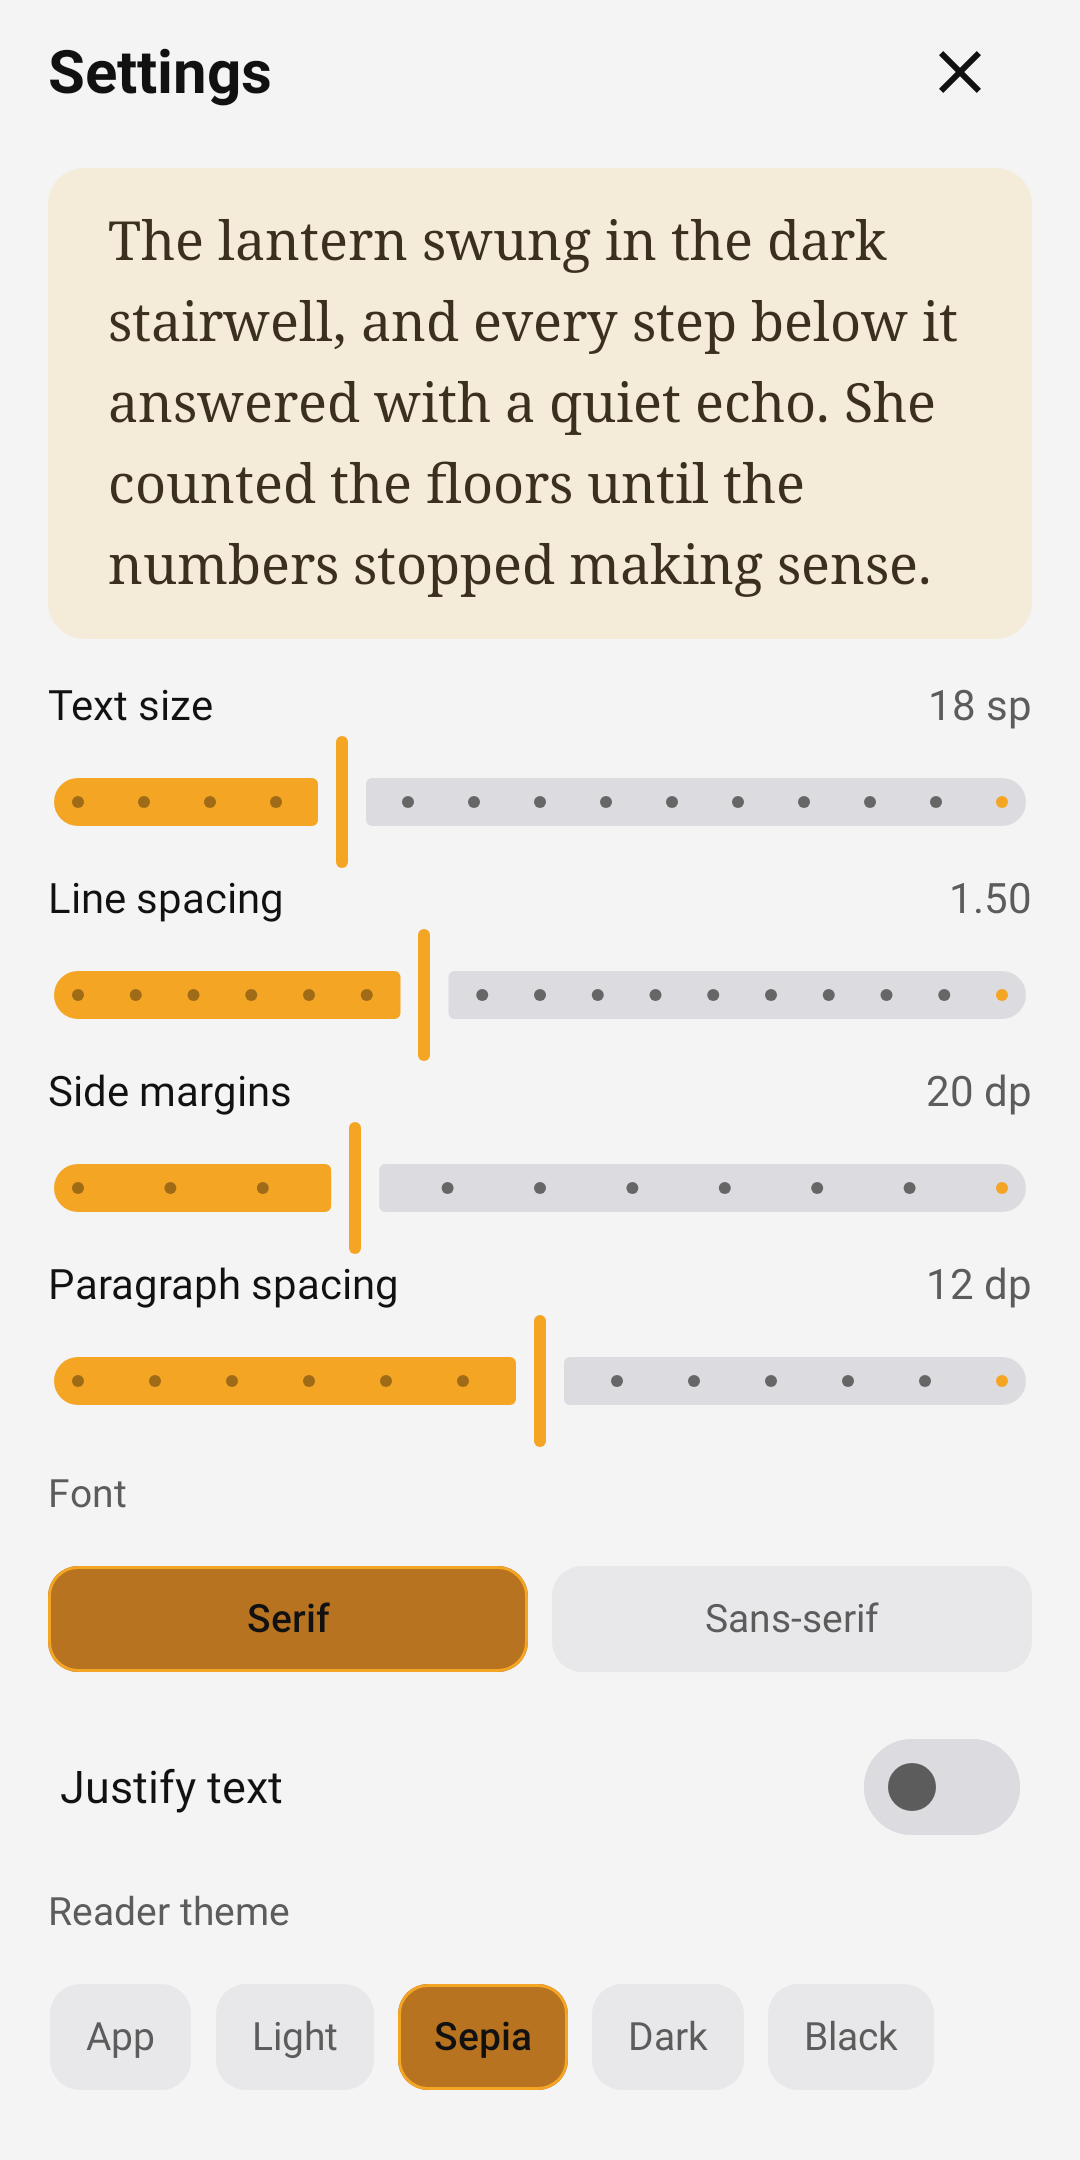 Settings
The lantern swung in the dark
stairwell, and every step below it
answered with a quiet echo. She
counted the floors until the
numbers stopped making sense.
Text size 18 sp
Line spacing 1.50
Side margins 20 dp
Paragraph spacing 12 dp
Font
Serif Sans-serif
Justify text
Reader theme
App Light Sepia Dark Black